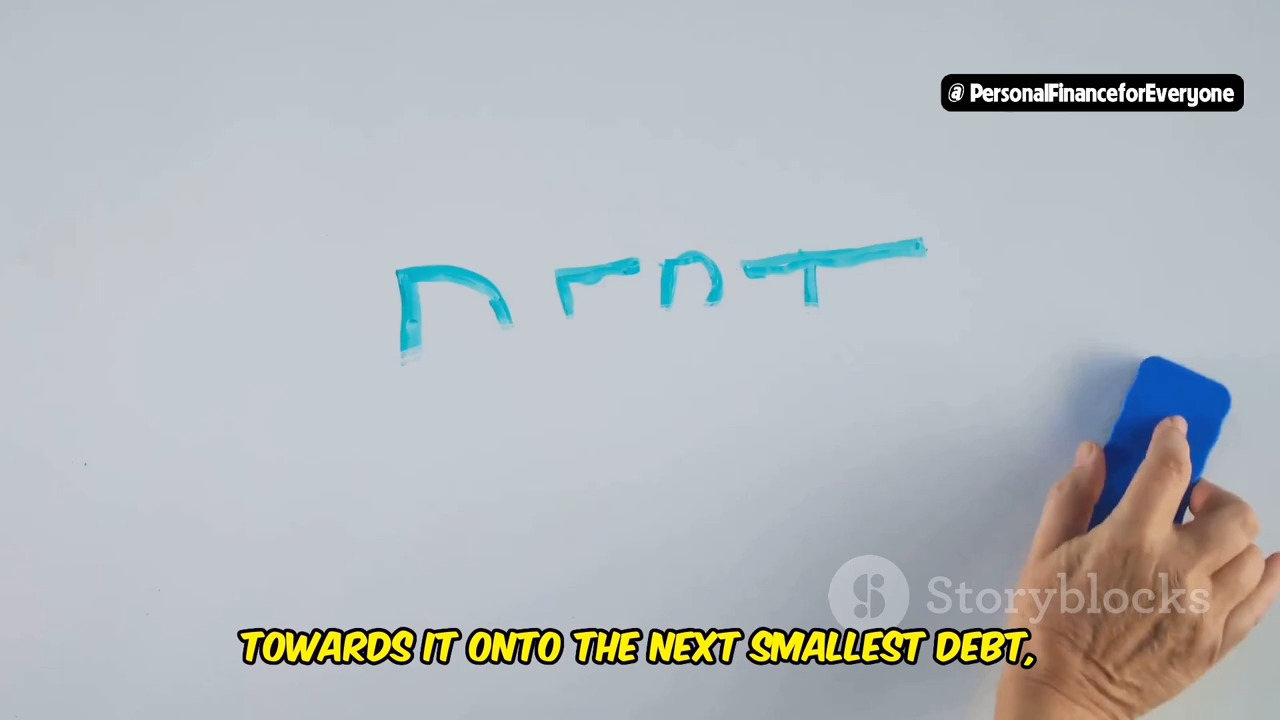 @ PersonalFinanceforEveryone
Storyblocks
TOWARDS IT ONTO THE NEXT SMALLEST DEBT,